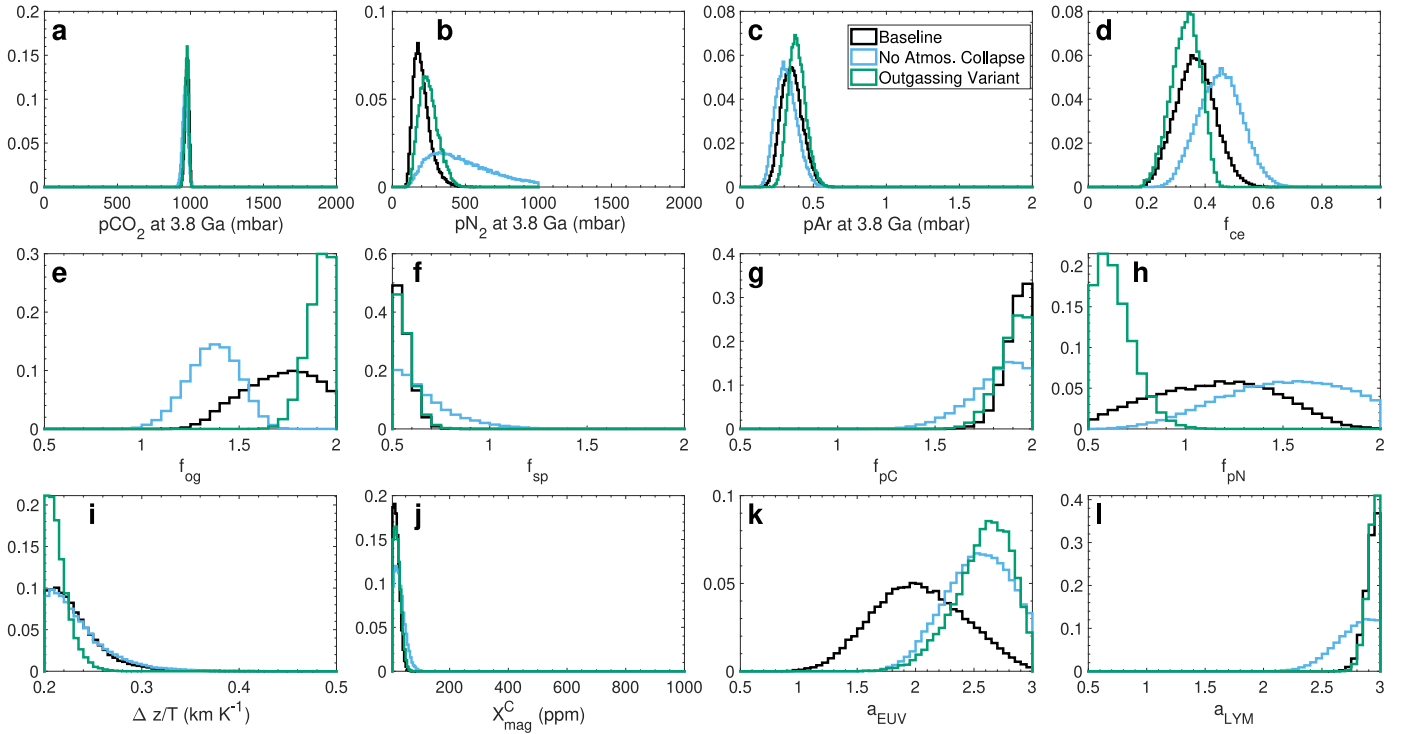 a
0.2
0.15
0.1
0.05
0
0 500 1000 1500 2000
pCO2 at 3.8 Ga (mbar)
b
0.1
0.05
0
0 500 1000 1500 2000
pN2 at 3.8 Ga (mbar)
c
0.08
0.06
0.04
0.02
0
0 0.5 1 1.5 2
pAr at 3.8 Ga (mbar)
Baseline
No Atmos. Collapse
Outgassing Variant
d
0.08
0.06
0.04
0.02
0
0 0.2 0.4 0.6 0.8 1
fce
e
0.3
0.2
0.1
0
0.5 1 1.5 2
fog
f
0.6
0.4
0.2
0
0.5 1 1.5 2
fsp
g
0.4
0.3
0.2
0.1
0
0.5 1 1.5 2
fpC
h
0.25
0.2
0.15
0.1
0.05
0
0.5 1 1.5 2
fpN
i
0.2
0.15
0.1
0.05
0
0.2 0.3 0.4 0.5
Δ z/T (km K-1)
j
0.2
0.15
0.1
0.05
0
200 400 600 800 1000
XCmag (ppm)
k
0.1
0.05
0
0.5 1 1.5 2 2.5 3
aEUV
l
0.4
0.3
0.2
0.1
0
0.5 1 1.5 2 2.5 3
aLYM